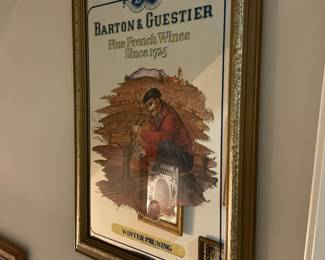 BARTON & GUESTIER
Fine French Wines
Since 1725
WINTER PRUNING